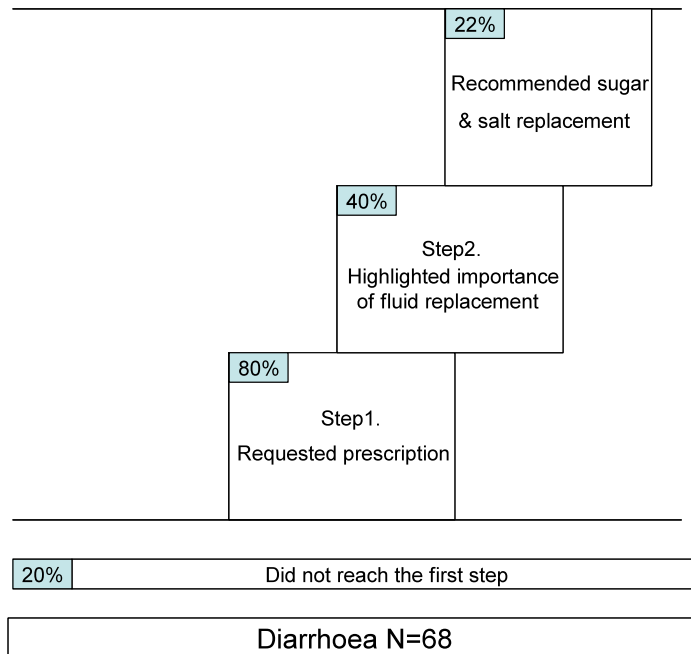 22%
Recommended sugar
& salt replacement
40%
Step2.
Highlighted importance
of fluid replacement
80%
Step1.
Requested prescription
20%
Did not reach the first step
Diarrhoea N=68